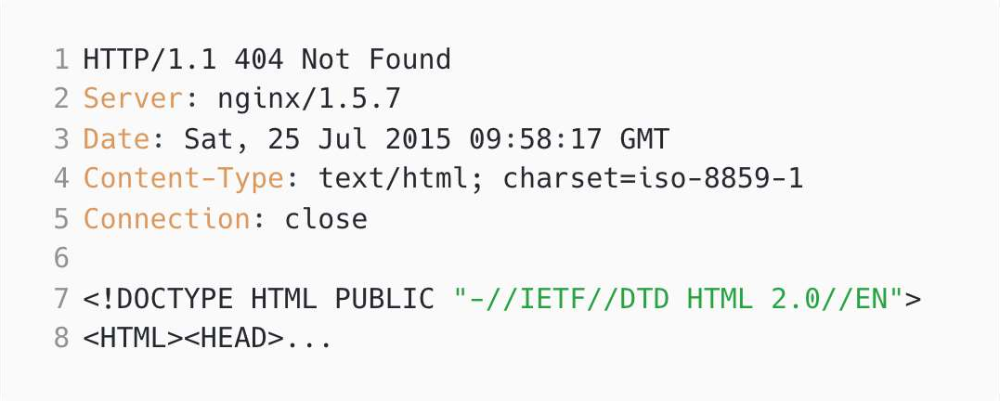 1 HTTP/1.1 404 Not Found
2 Server: nginx/1.5.7
3 Date: Sat, 25 Jul 2015 09:58:17 GMT
4 Content-Type: text/html; charset=iso-8859-1
5 Connection: close
6
7 <!DOCTYPE HTML PUBLIC "-//IETF//DTD HTML 2.0//EN">
8 <HTML><HEAD>...